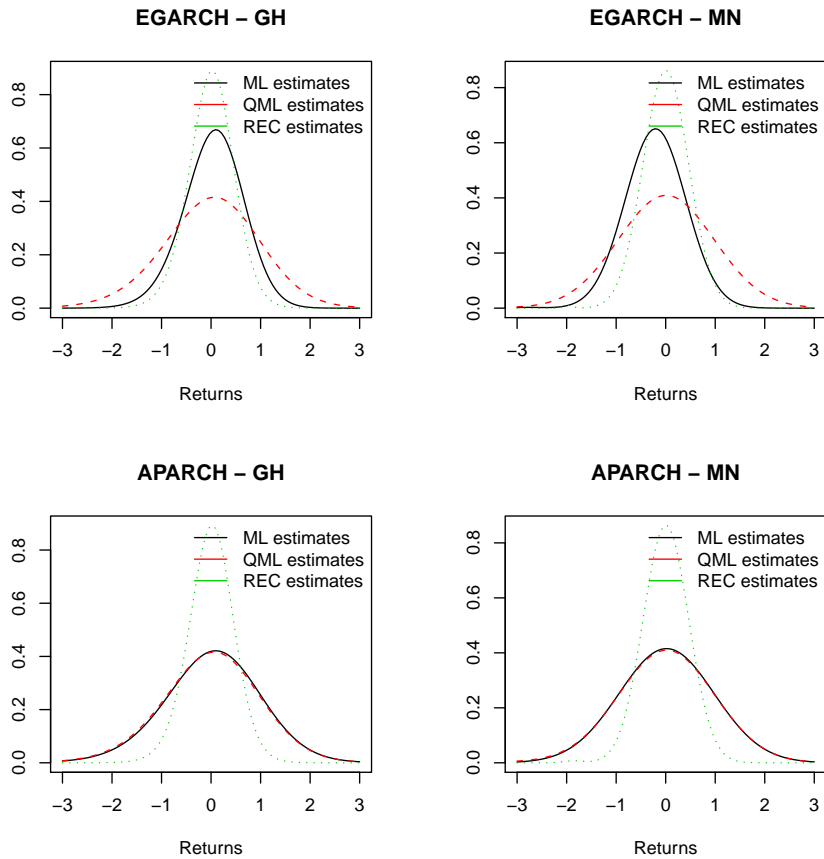 EGARCH – GH
ML estimates
QML estimates
REC estimates
0.0 0.2 0.4 0.6 0.8
−3 −2 −1 0 1 2 3
Returns
EGARCH – MN
ML estimates
QML estimates
REC estimates
0.0 0.2 0.4 0.6 0.8
−3 −2 −1 0 1 2 3
Returns
APARCH – GH
ML estimates
QML estimates
REC estimates
0.0 0.2 0.4 0.6 0.8
−3 −2 −1 0 1 2 3
Returns
APARCH – MN
ML estimates
QML estimates
REC estimates
0.0 0.2 0.4 0.6 0.8
−3 −2 −1 0 1 2 3
Returns